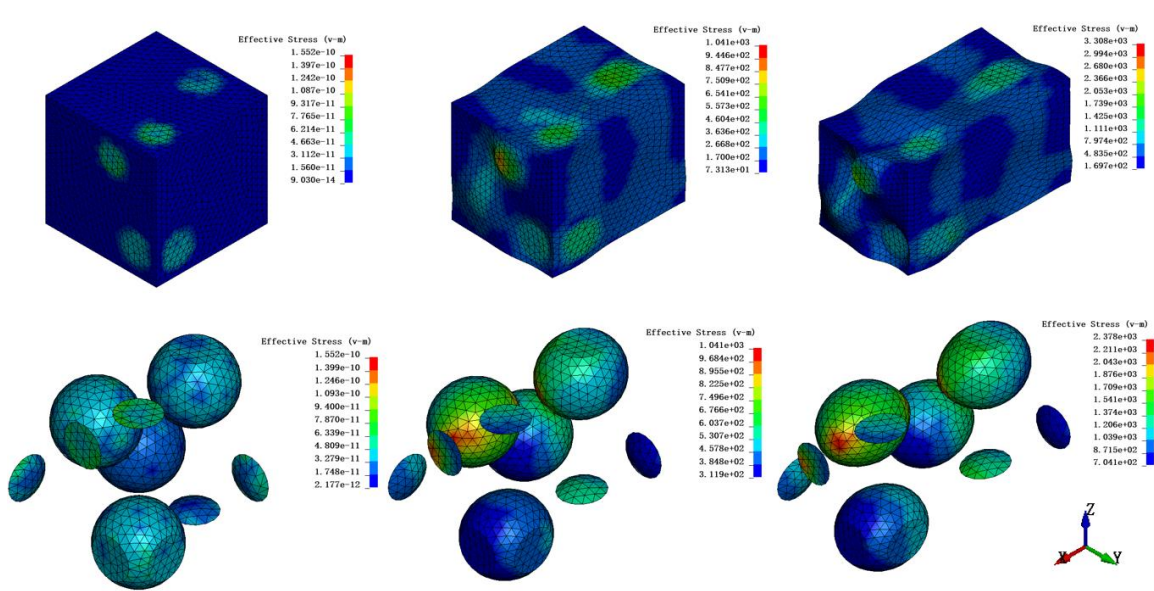 Effective Stress (v-m)
1.552e-10
1.397e-10
1.242e-10
1.087e-10
9.317e-11
7.765e-11
6.214e-11
4.663e-11
3.112e-11
1.560e-11
9.030e-14
Effective Stress (v-m)
1.041e+03
9.446e+02
8.477e+02
7.509e+02
6.541e+02
5.573e+02
4.604e+02
3.636e+02
2.668e+02
1.700e+02
7.313e+01
Effective Stress (v-m)
3.308e+03
2.994e+03
2.680e+03
2.366e+03
2.053e+03
1.739e+03
1.425e+03
1.111e+03
7.974e+02
4.835e+02
1.697e+02
Effective Stress (v-m)
1.552e-10
1.399e-10
1.246e-10
1.093e-10
9.400e-11
7.870e-11
6.339e-11
4.809e-11
3.279e-11
1.748e-11
2.177e-12
Effective Stress (v-m)
1.041e+03
9.684e+02
8.955e+02
8.225e+02
7.496e+02
6.766e+02
6.037e+02
5.307e+02
4.578e+02
3.848e+02
3.119e+02
Effective Stress (v-m)
2.378e+03
2.211e+03
2.043e+03
1.876e+03
1.709e+03
1.541e+03
1.374e+03
1.206e+03
1.039e+03
8.715e+02
7.041e+02
Z
X
Y